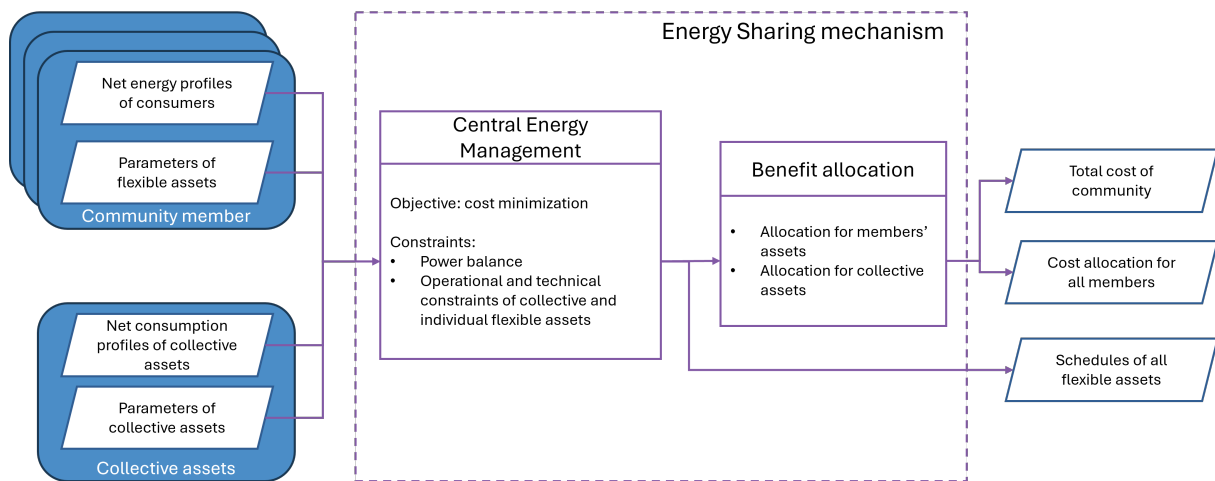 Energy Sharing mechanism
Net energy profiles
of consumers
Parameters of
flexible assets
Community member
Net consumption
profiles of collective
assets
Parameters of
collective assets
Collective assets
Central Energy
Management
Objective: cost minimization
Constraints:
• Power balance
• Operational and technical
constraints of collective and
individual flexible assets
Benefit allocation
• Allocation for members’
assets
• Allocation for collective
assets
Total cost of
community
Cost allocation for
all members
Schedules of all
flexible assets